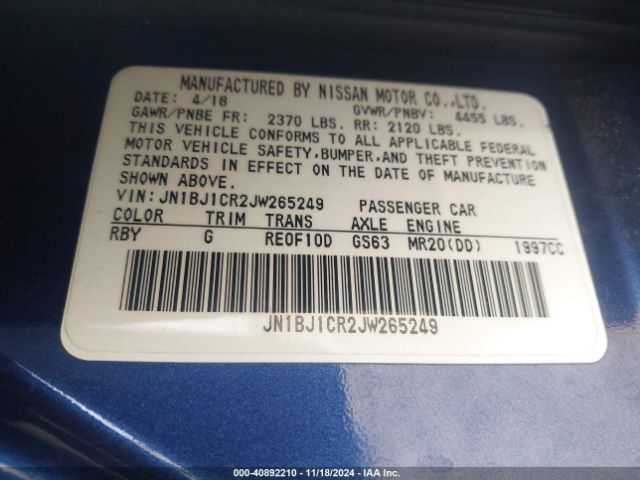 MANUFACTURED BY NISSAN MOTOR CO.,LTD.
DATE: 4/18 GVWR/PNBV: 4455 LBS.
GAWR/PNBE FR: 2370 LBS. RR: 2120 LBS.
THIS VEHICLE CONFORMS TO ALL APPLICABLE FEDERAL
MOTOR VEHICLE SAFETY,BUMPER,AND THEFT PREVENTION
STANDARDS IN EFFECT ON THE DATE OF MANUFACTURE
SHOWN ABOVE.
VIN:JN1BJ1CR2JW265249 PASSENGER CAR
COLOR TRIM TRANS AXLE ENGINE
RBY G RE0F10D GS63 MR20(DD) 1997CC
JN1BJ1CR2JW265249
000-40892210 - 11/18/2024 - IAA Inc.